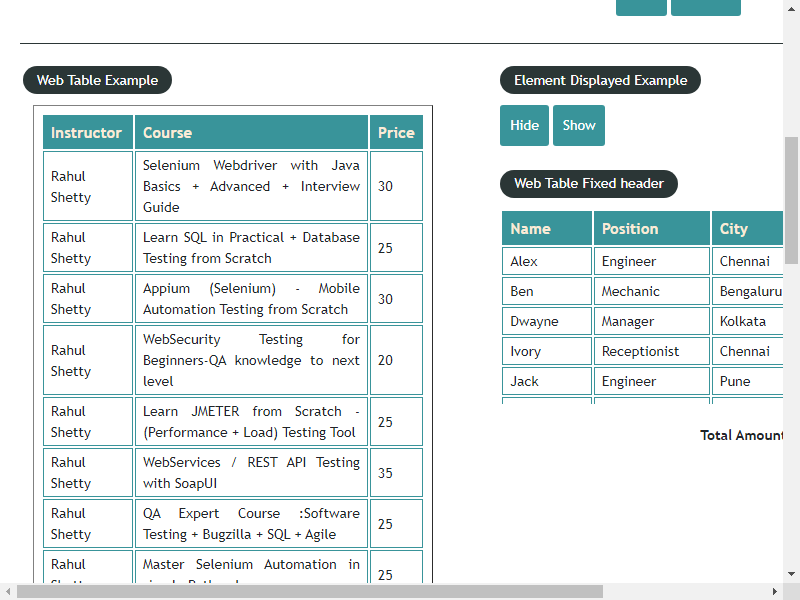 Web Table Example
Instructor Course Price
Rahul Shetty Selenium Webdriver with Java Basics + Advanced + Interview Guide 30
Rahul Shetty Learn SQL in Practical + Database Testing from Scratch 25
Rahul Shetty Appium (Selenium) - Mobile Automation Testing from Scratch 30
Rahul Shetty WebSecurity Testing for Beginners-QA knowledge to next level 20
Rahul Shetty Learn JMETER from Scratch - (Performance + Load) Testing Tool 25
Rahul Shetty WebServices / REST API Testing with SoapUI 35
Rahul Shetty QA Expert Course :Software Testing + Bugzilla + SQL + Agile 25
Rahul Master Selenium Automation in 25
Element Displayed Example
Hide Show
Web Table Fixed header
Name Position City
Alex Engineer Chennai
Ben Mechanic Bengaluru
Dwayne Manager Kolkata
Ivory Receptionist Chennai
Jack Engineer Pune
Total Amount